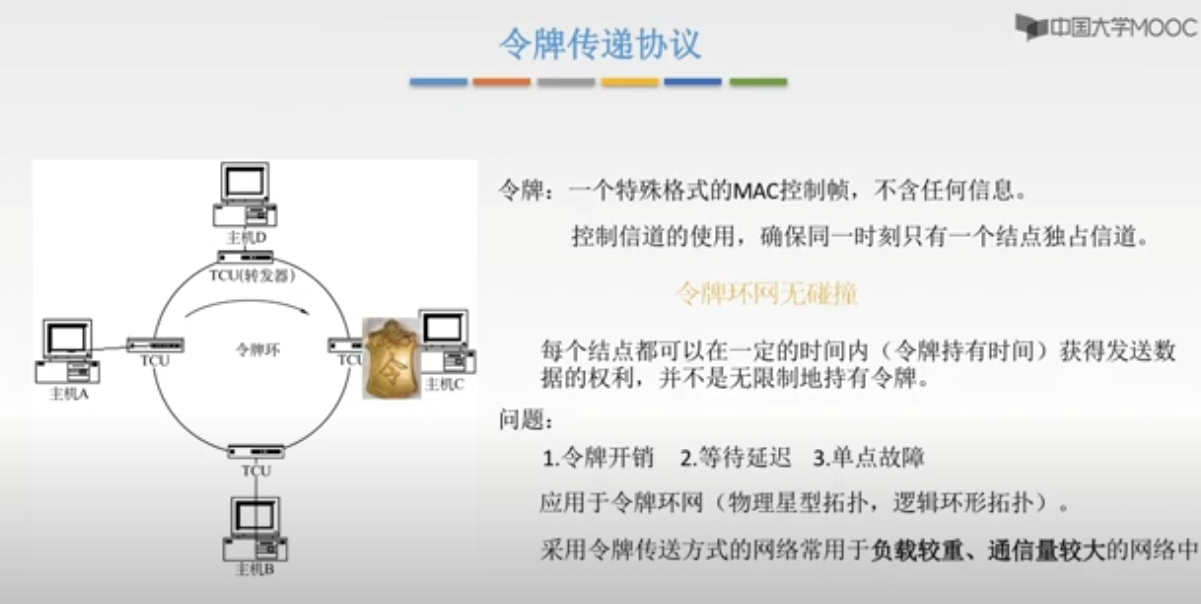 中国大学MOOC
令牌传递协议
主机D
TCU(转发器)
令牌环
TCU
主机A
TCU
令
主机C
TCU
主机B
令牌：一个特殊格式的MAC控制帧，不含任何信息。
控制信道的使用，确保同一时刻只有一个结点独占信道。
令牌环网无碰撞
每个结点都可以在一定的时间内（令牌持有时间）获得发送数
据的权利，并不是无限制地持有令牌。
问题：
1.令牌开销 2.等待延迟 3.单点故障
应用于令牌环网（物理星型拓扑，逻辑环形拓扑）。
采用令牌传送方式的网络常用于负载较重、通信量较大的网络中